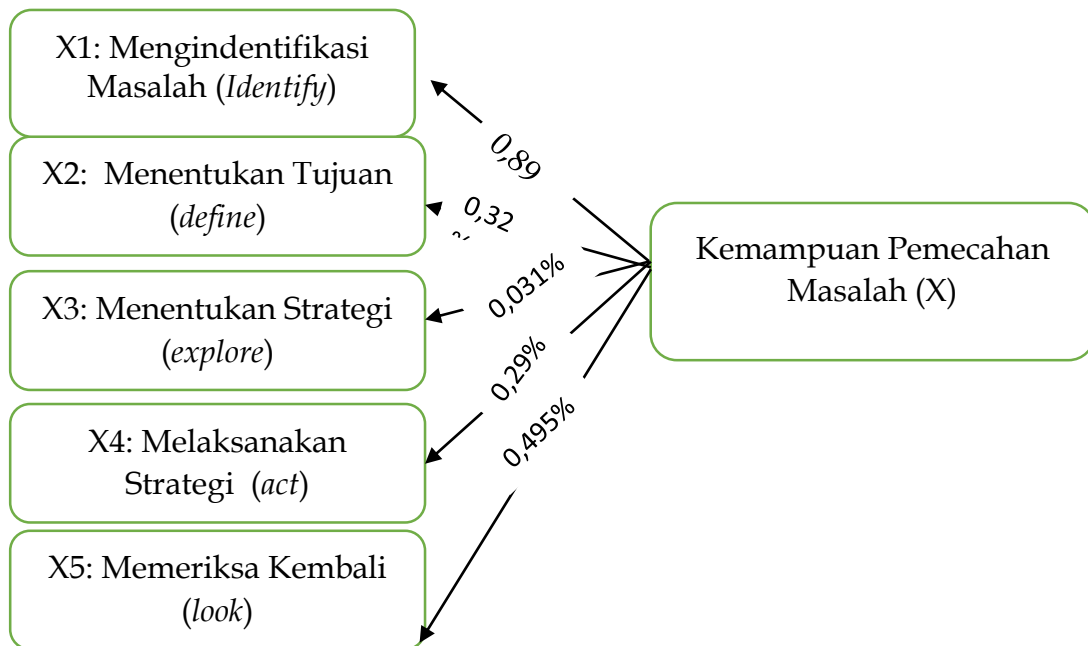 X1: Mengindentifikasi
Masalah (Identify)
0,89
X2: Menentukan Tujuan
(define)
0,32
%
X3: Menentukan Strategi
(explore)
0,031%
X4: Melaksanakan
Strategi (act)
0,29%
X5: Memeriksa Kembali
(look)
0,495%
Kemampuan Pemecahan
Masalah (X)